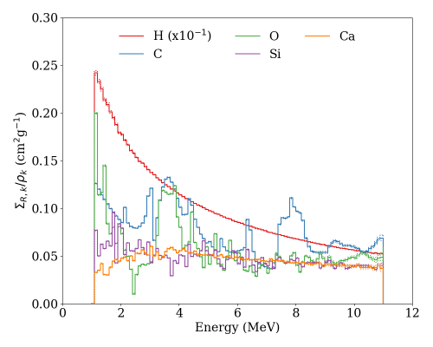 0.30
0.25
0.20
0.15
0.10
0.05
0.00
Σ_{R,k}/ρ_k (cm²g⁻¹)
H (x10⁻¹)
C
O
Si
Ca
0 2 4 6 8 10 12
Energy (MeV)